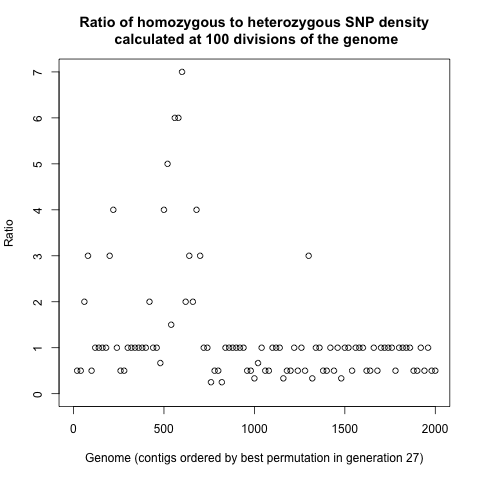 Ratio of homozygous to heterozygous SNP density
calculated at 100 divisions of the genome
7
6
5
4
3
2
1
0
Ratio
0 500 1000 1500 2000
Genome (contigs ordered by best permutation in generation 27)